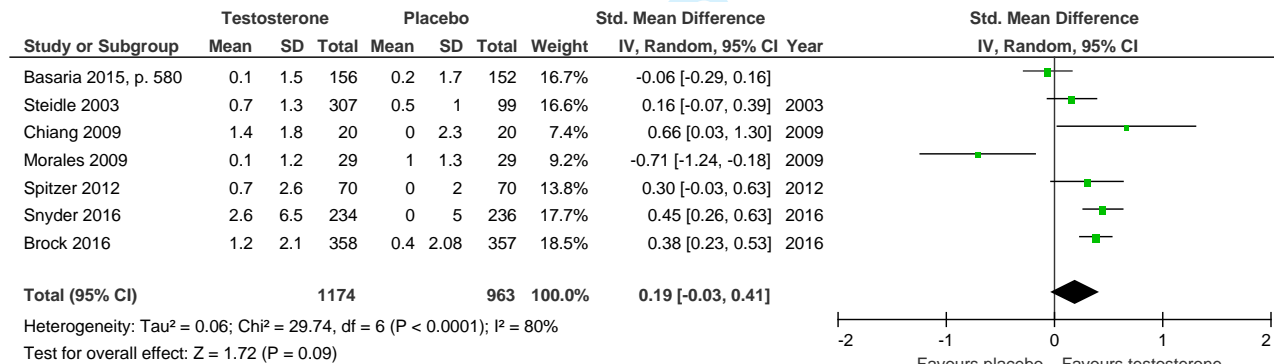 Testosterone Placebo Std. Mean Difference Std. Mean Difference
Study or Subgroup Mean SD Total Mean SD Total Weight IV, Random, 95% CI Year IV, Random, 95% CI
Basaria 2015, p. 580 0.1 1.5 156 0.2 1.7 152 16.7% -0.06 [-0.29, 0.16]
Steidle 2003 0.7 1.3 307 0.5 1 99 16.6% 0.16 [-0.07, 0.39] 2003
Chiang 2009 1.4 1.8 20 0 2.3 20 7.4% 0.66 [0.03, 1.30] 2009
Morales 2009 0.1 1.2 29 1 1.3 29 9.2% -0.71 [-1.24, -0.18] 2009
Spitzer 2012 0.7 2.6 70 0 2 70 13.8% 0.30 [-0.03, 0.63] 2012
Snyder 2016 2.6 6.5 234 0 5 236 17.7% 0.45 [0.26, 0.63] 2016
Brock 2016 1.2 2.1 358 0.4 2.08 357 18.5% 0.38 [0.23, 0.53] 2016
Total (95% CI) 1174 963 100.0% 0.19 [-0.03, 0.41]
Heterogeneity: Tau² = 0.06; Chi² = 29.74, df = 6 (P < 0.0001); I² = 80%
Test for overall effect: Z = 1.72 (P = 0.09)
-2 -1 0 1 2
Favours placebo Favours testosterone